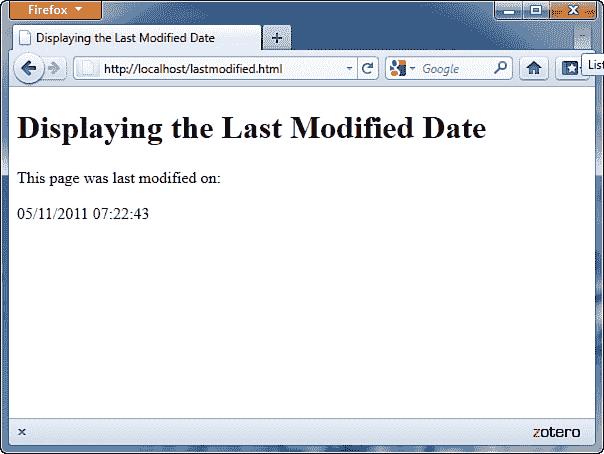 Firefox
Displaying the Last Modified Date
http://localhost/lastmodified.html Google
List
Displaying the Last Modified Date
This page was last modified on:
05/11/2011 07:22:43
× zotero